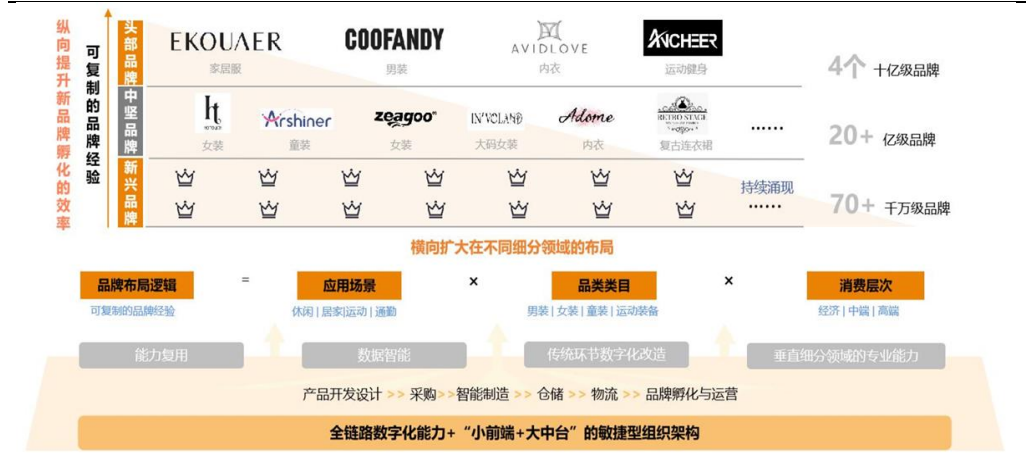 纵向提升新品牌孵化的效率
可复制的品牌经验
头部品牌
EKOUAER
COOFANDY
AVIDLOVE
ANCHEER
家居服
男装
内衣
运动健身
4个 十亿级品牌
中坚品牌
Arshiner
zeagoo
IN'VOLAND
Adome
RETRO STAGE
女装
童装
女装
大码女装
内衣
复古连衣裙
......
20+ 亿级品牌
新兴品牌
持续涌现
......
70+ 千万级品牌
横向扩大在不同细分领域的布局
品牌布局逻辑 = 应用场景 × 品类类目 × 消费层次
可复制的品牌经验
休闲|居家|运动|通勤
男装|女装|童装|运动装备
经济|中端|高端
能力复用
数据智能
传统环节数字化改造
垂直细分领域的专业能力
产品开发设计 >> 采购>>智能制造 >> 仓储 >> 物流 >> 品牌孵化与运营
全链路数字化能力+“小前端+大中台”的敏捷型组织架构